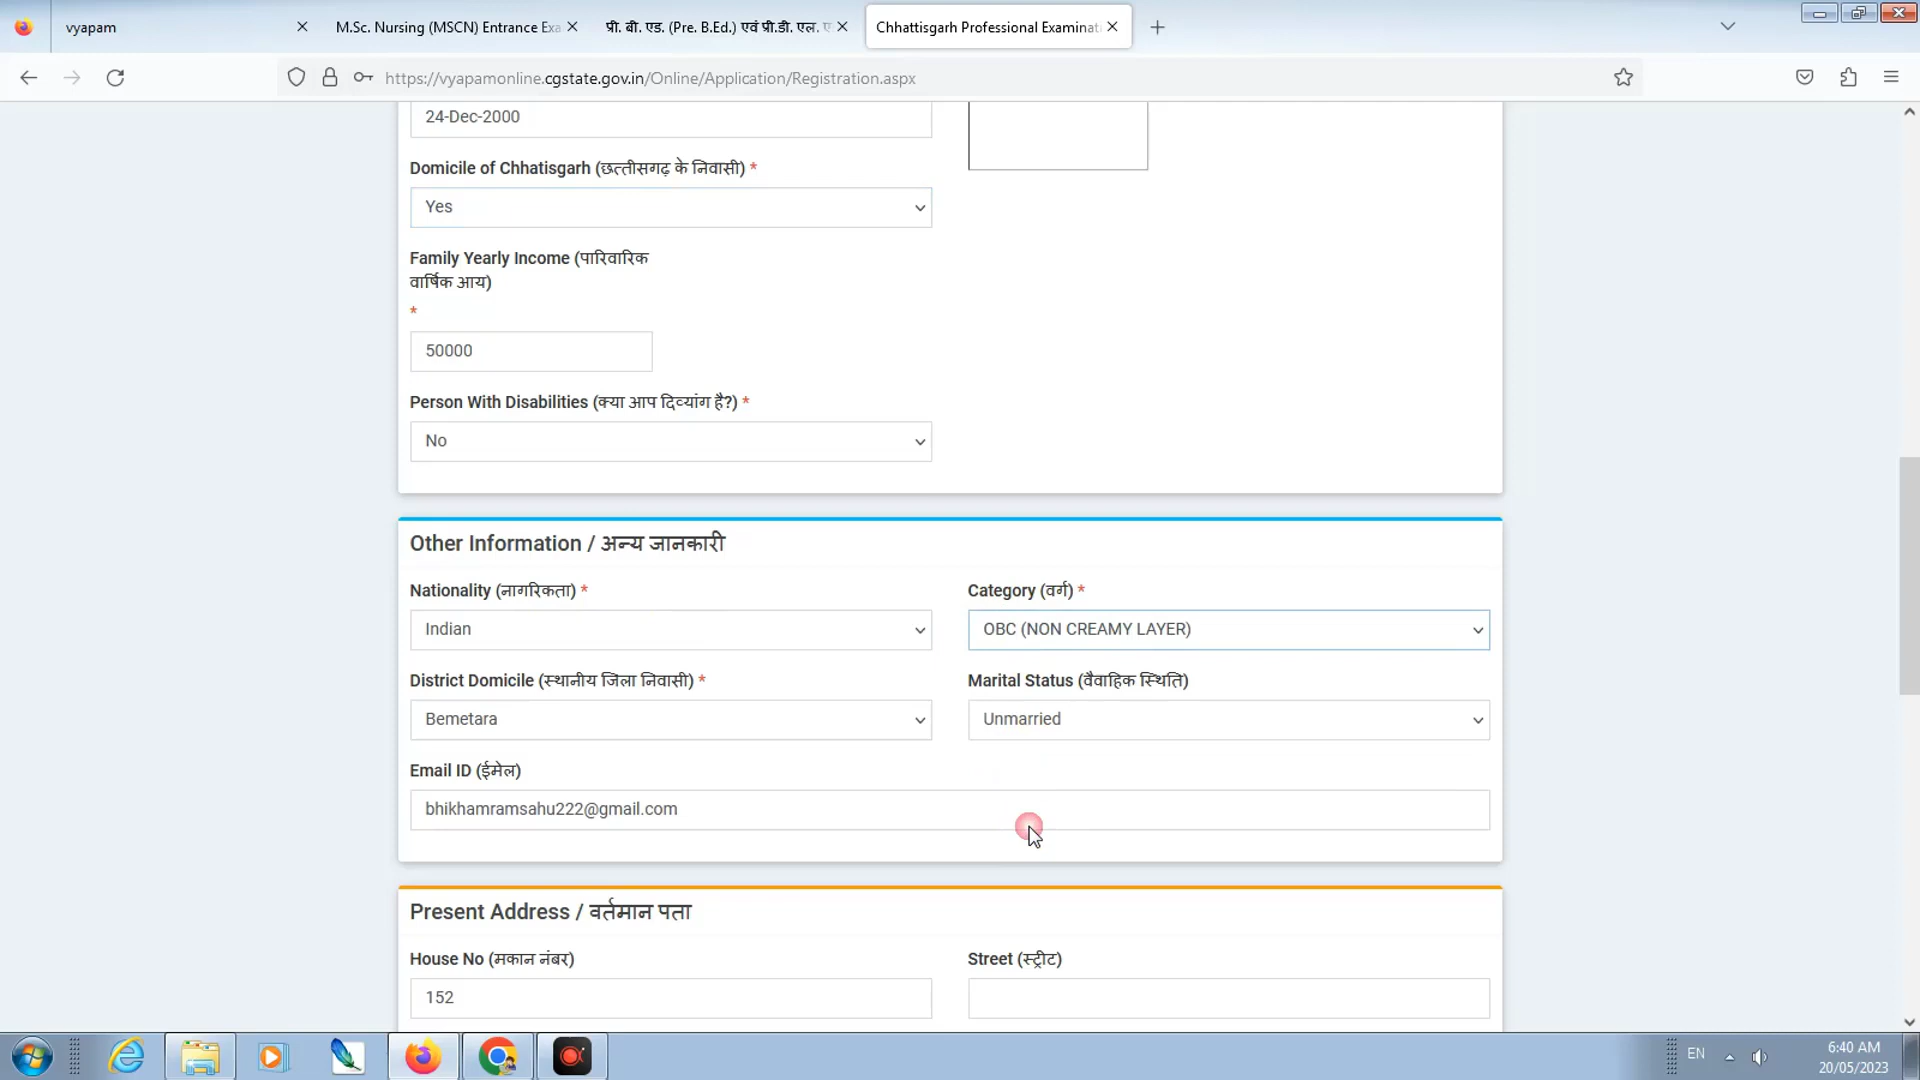 vyapam
M.Sc. Nursing (MSCN) Entrance Exa
प्री. बी. एड. (Pre. B.Ed.) एवं प्री.डी. एल. ए
Chhattisgarh Professional Examinat
https://vyapamonline.cgstate.gov.in/Online/Application/Registration.aspx
24-Dec-2000
Domicile of Chhatisgarh (छत्तीसगढ़ के निवासी) *
Yes
Family Yearly Income (पारिवारिक
वार्षिक आय)
*
50000
Person With Disabilities (क्या आप दिव्यांग है?) *
No
Other Information / अन्य जानकारी
Nationality (नागरिकता) *
Category (वर्ग) *
Indian
OBC (NON CREAMY LAYER)
District Domicile (स्थानीय जिला निवासी) *
Marital Status (वैवाहिक स्थिति)
Bemetara
Unmarried
Email ID (ईमेल)
bhikhamramsahu222@gmail.com
Present Address / वर्तमान पता
House No (मकान नंबर)
Street (स्ट्रीट)
152
EN
6:40 AM
20/05/2023